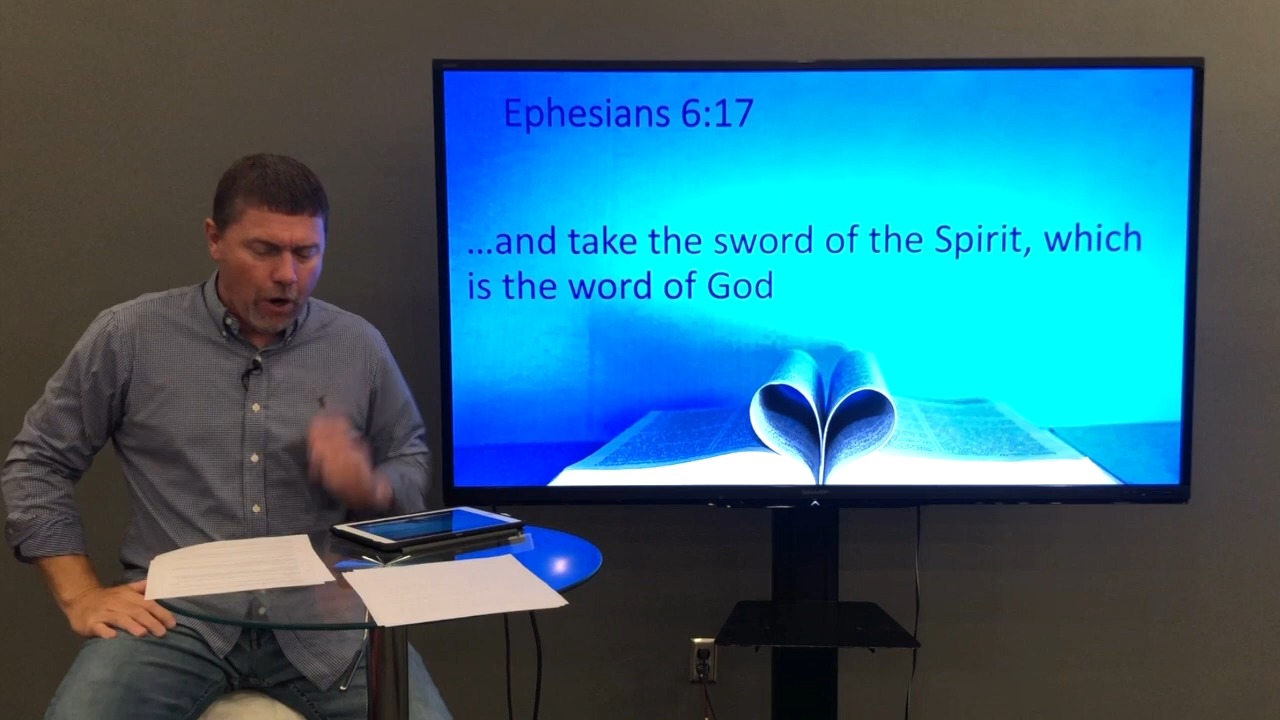 Ephesians 6:17
...and take the sword of the Spirit, which
is the word of God